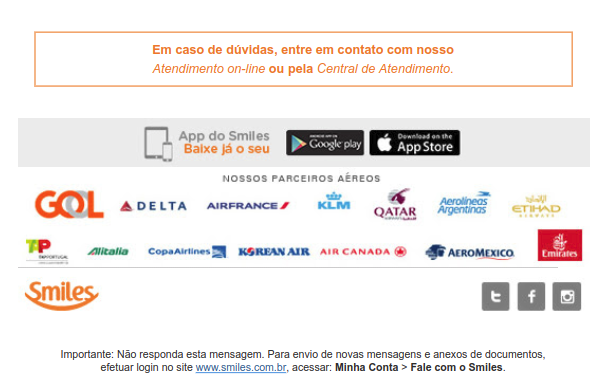 Em caso de dúvidas, entre em contato com nosso
Atendimento on-line ou pela Central de Atendimento.
App do Smiles
Baixe já o seu
Google play
Download on the
App Store
NOSSOS PARCEIROS AÉREOS
GOL DELTA AIRFRANCE KLM QATAR AIRWAYS Aerolíneas Argentinas ETIHAD AIRWAYS
TAP PORTUGAL Alitalia CopaAirlines KOREAN AIR AIR CANADA AEROMEXICO Emirates
Smiles
Importante: Não responda esta mensagem. Para envio de novas mensagens e anexos de documentos,
efetuar login no site www.smiles.com.br, acessar: Minha Conta > Fale com o Smiles.